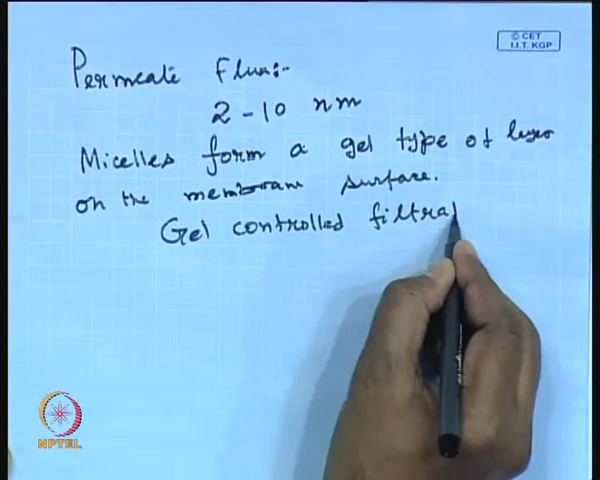 © CET
I.I.T. KGP
Permeate Flux:-
2-10 nm
Micelles form a gel type of layer
on the membrane surface.
Gel controlled filtrat
NPTEL